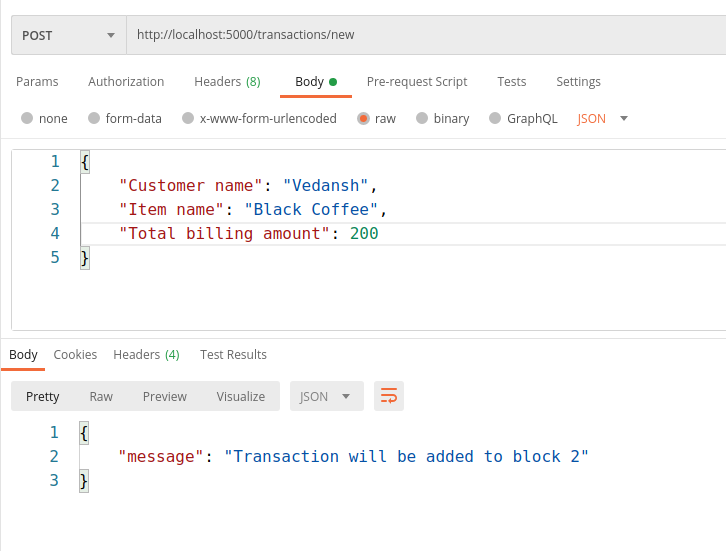 POST http://localhost:5000/transactions/new
Params Authorization Headers (8) Body Pre-request Script Tests Settings
none form-data x-www-form-urlencoded raw binary GraphQL JSON
1 {
2 "Customer name": "Vedansh",
3 "Item name": "Black Coffee",
4 "Total billing amount": 200
5 }
Body Cookies Headers (4) Test Results
Pretty Raw Preview Visualize JSON
1 {
2 "message": "Transaction will be added to block 2"
3 }